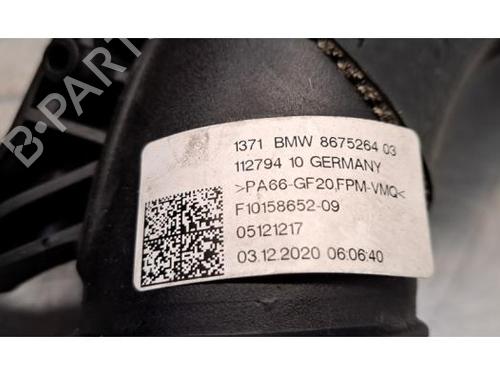 1371 BMW 8675264 03
112794 10 GERMANY
>PA66-GF20,FPM-VMQ<
F10158652-09
05121217
03.12.2020 06:06:40
B-PARTS